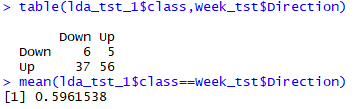 > table(lda_tst_1$class,Week_tst$Direction)
Down Up
Down 6 5
Up 37 56
> mean(lda_tst_1$class==Week_tst$Direction)
[1] 0.5961538